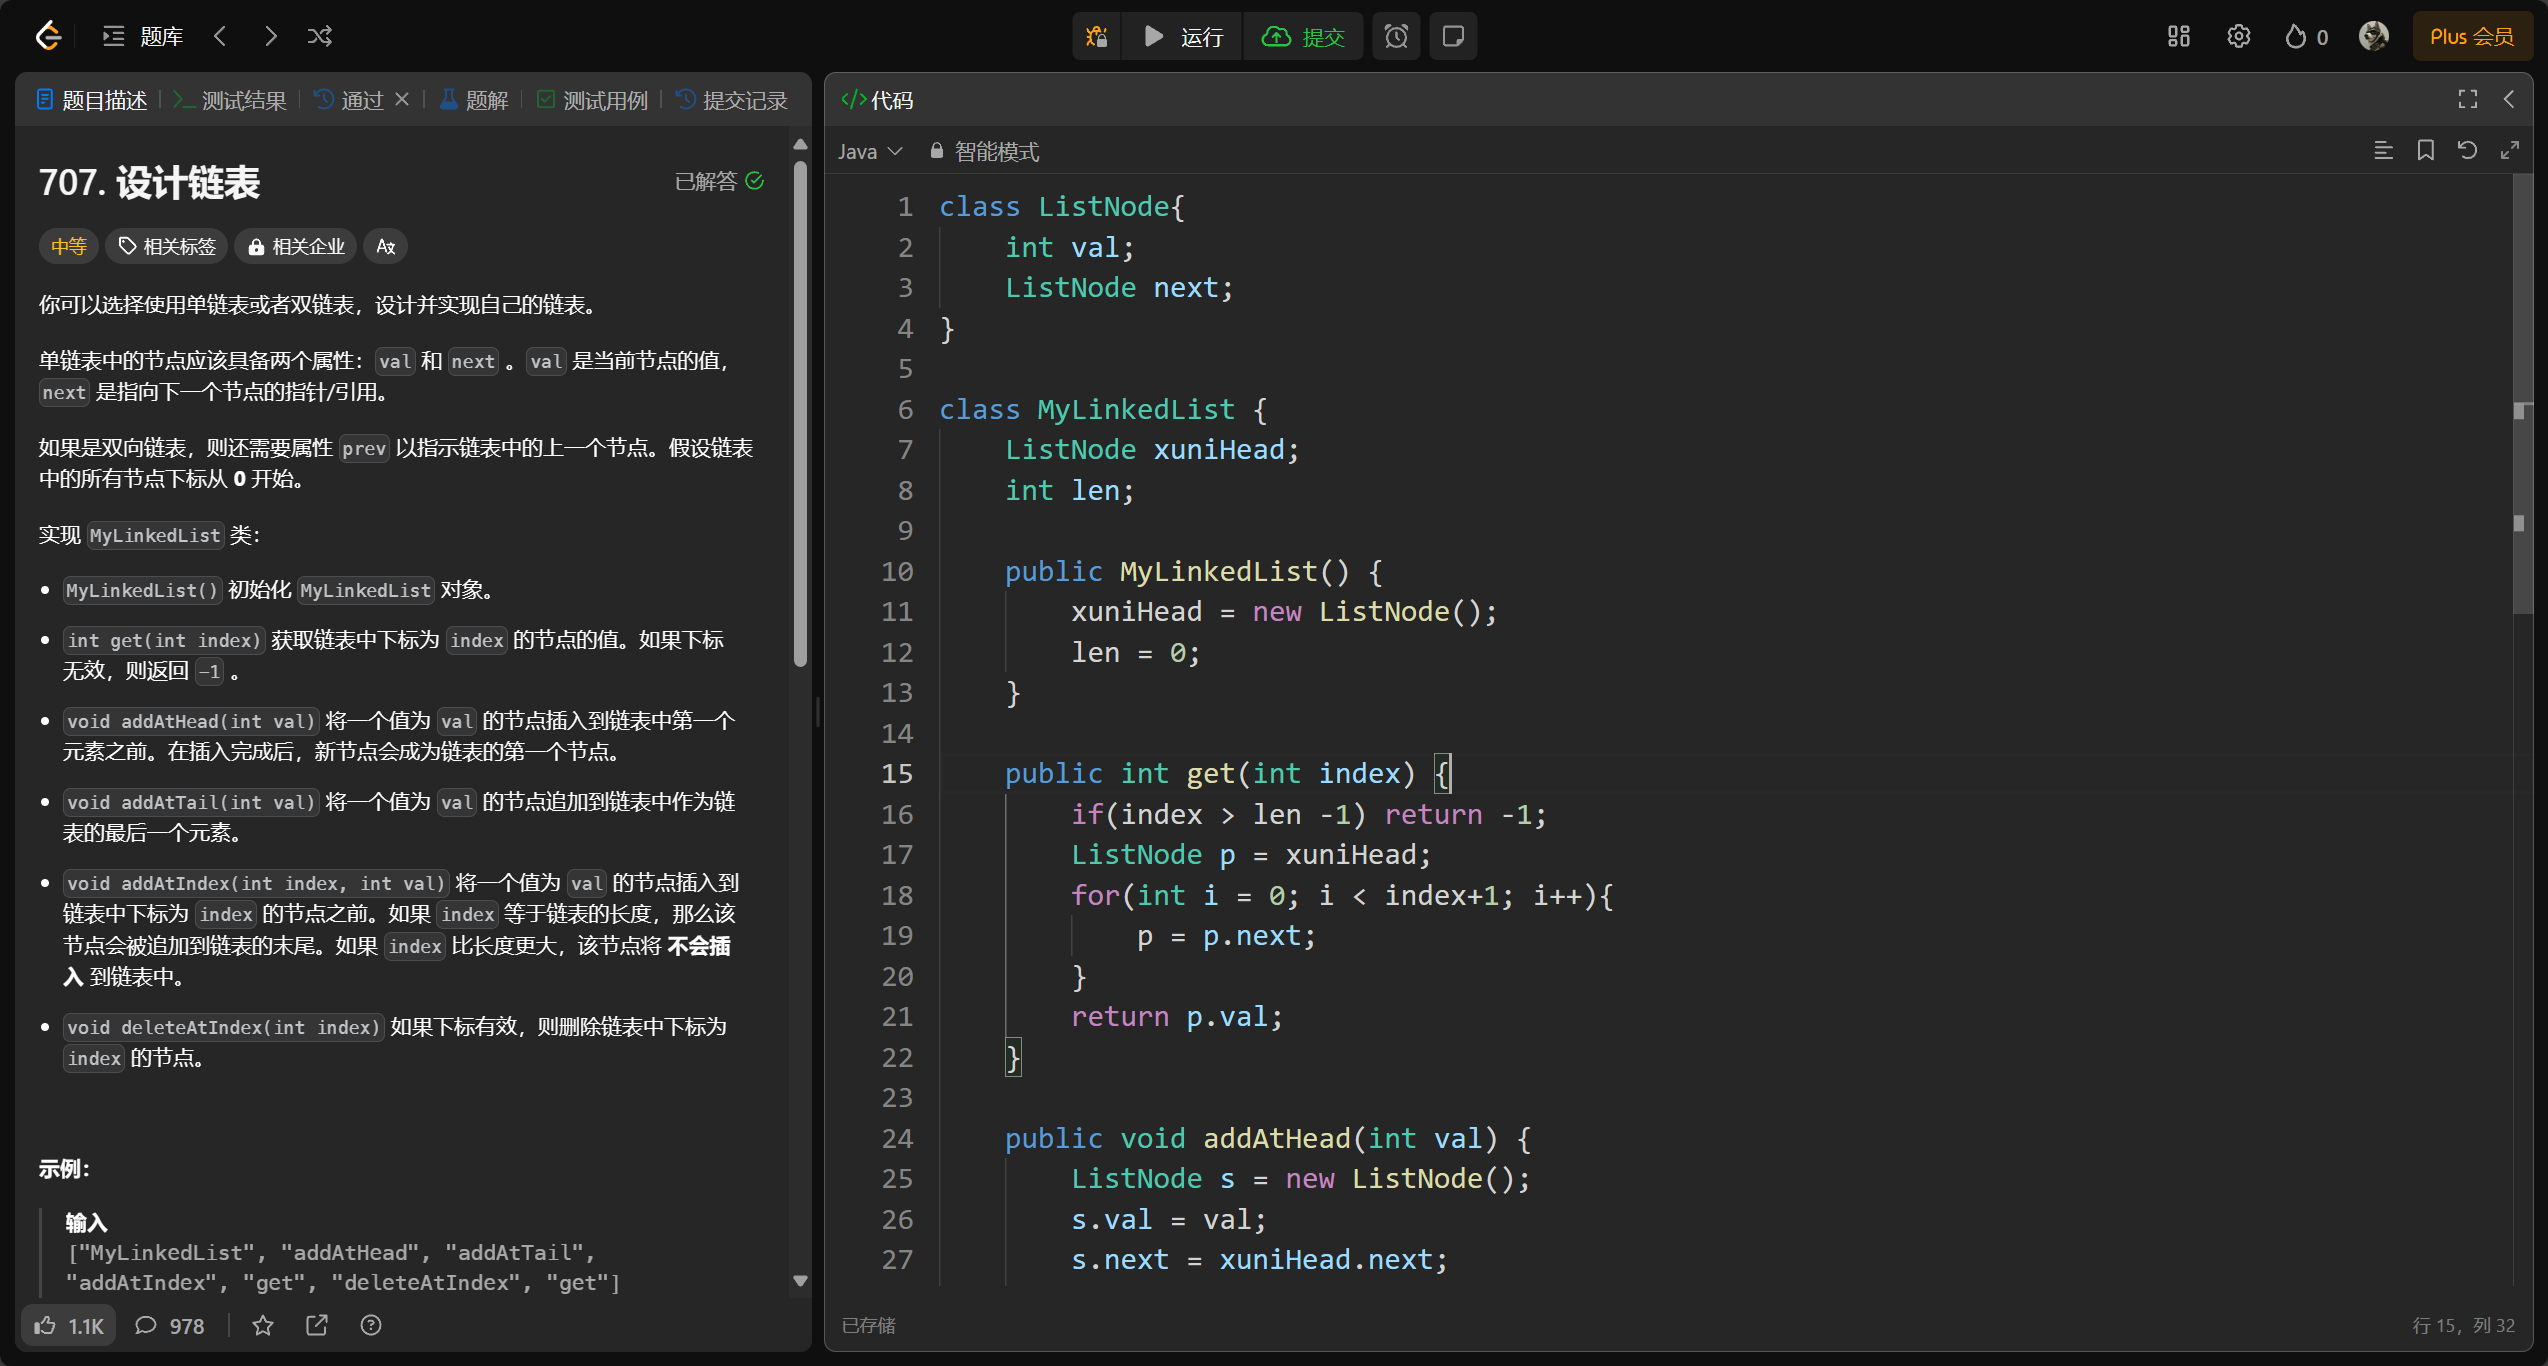 题库
运行
提交
0
Plus 会员
题目描述
测试结果
通过
题解
测试用例
提交记录
707. 设计链表
已解答
中等
相关标签
相关企业
你可以选择使用单链表或者双链表，设计并实现自己的链表。
单链表中的节点应该具备两个属性：val 和 next 。val 是当前节点的值，
next 是指向下一个节点的指针/引用。
如果是双向链表，则还需要属性 prev 以指示链表中的上一个节点。假设链表
中的所有节点下标从 0 开始。
实现 MyLinkedList 类：
• MyLinkedList() 初始化 MyLinkedList 对象。
• int get(int index) 获取链表中下标为 index 的节点的值。如果下标
无效，则返回 -1 。
• void addAtHead(int val) 将一个值为 val 的节点插入到链表中第一个
元素之前。在插入完成后，新节点会成为链表的第一个节点。
• void addAtTail(int val) 将一个值为 val 的节点追加到链表中作为链
表的最后一个元素。
• void addAtIndex(int index, int val) 将一个值为 val 的节点插入到
链表中下标为 index 的节点之前。如果 index 等于链表的长度，那么该
节点会被追加到链表的末尾。如果 index 比长度更大，该节点将 不会插
入 到链表中。
• void deleteAtIndex(int index) 如果下标有效，则删除链表中下标为
index 的节点。
示例：
输入
["MyLinkedList", "addAtHead", "addAtTail",
"addAtIndex", "get", "deleteAtIndex", "get"]
1.1K
978
</>代码
Java
智能模式
1 class ListNode{
2     int val;
3     ListNode next;
4 }
5
6 class MyLinkedList {
7     ListNode xuniHead;
8     int len;
9
10     public MyLinkedList() {
11         xuniHead = new ListNode();
12         len = 0;
13     }
14
15     public int get(int index) {
16         if(index > len -1) return -1;
17         ListNode p = xuniHead;
18         for(int i = 0; i < index+1; i++){
19             p = p.next;
20         }
21         return p.val;
22     }
23
24     public void addAtHead(int val) {
25         ListNode s = new ListNode();
26         s.val = val;
27         s.next = xuniHead.next;
已存储
行 15，列 32